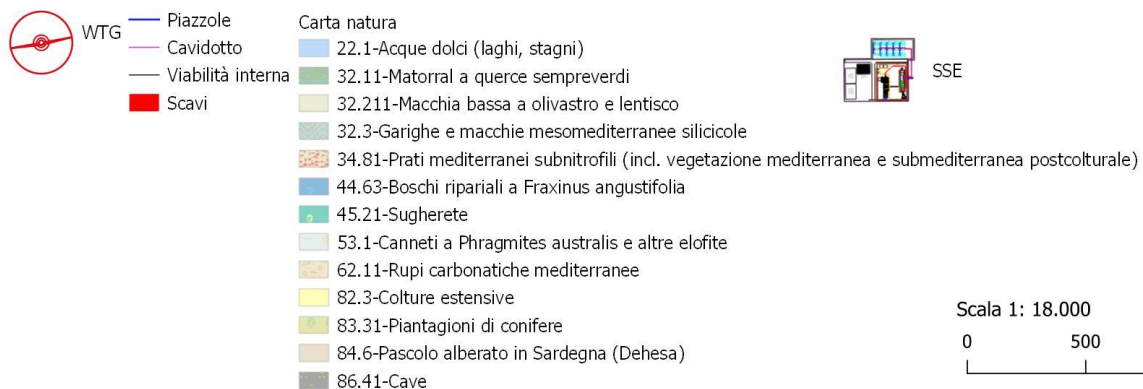 WTG
Piazzole
Cavidotto
Viabilità interna
Scavi
Carta natura
22.1-Acque dolci (laghi, stagni)
32.11-Matorral a querce sempreverdi
32.211-Macchia bassa a olivastro e lentisco
32.3-Garighe e macchie mesomediterranee silicicole
34.81-Prati mediterranei subnitrofili (incl. vegetazione mediterranea e submediterranea postcolturale)
44.63-Boschi ripariali a Fraxinus angustifolia
45.21-Sugherete
53.1-Canneti a Phragmites australis e altre elofite
62.11-Rupi carbonatiche mediterranee
82.3-Colture estensive
83.31-Piantagioni di conifere
84.6-Pascolo alberato in Sardegna (Dehesa)
86.41-Cave
SSE
Scala 1: 18.000
0 500